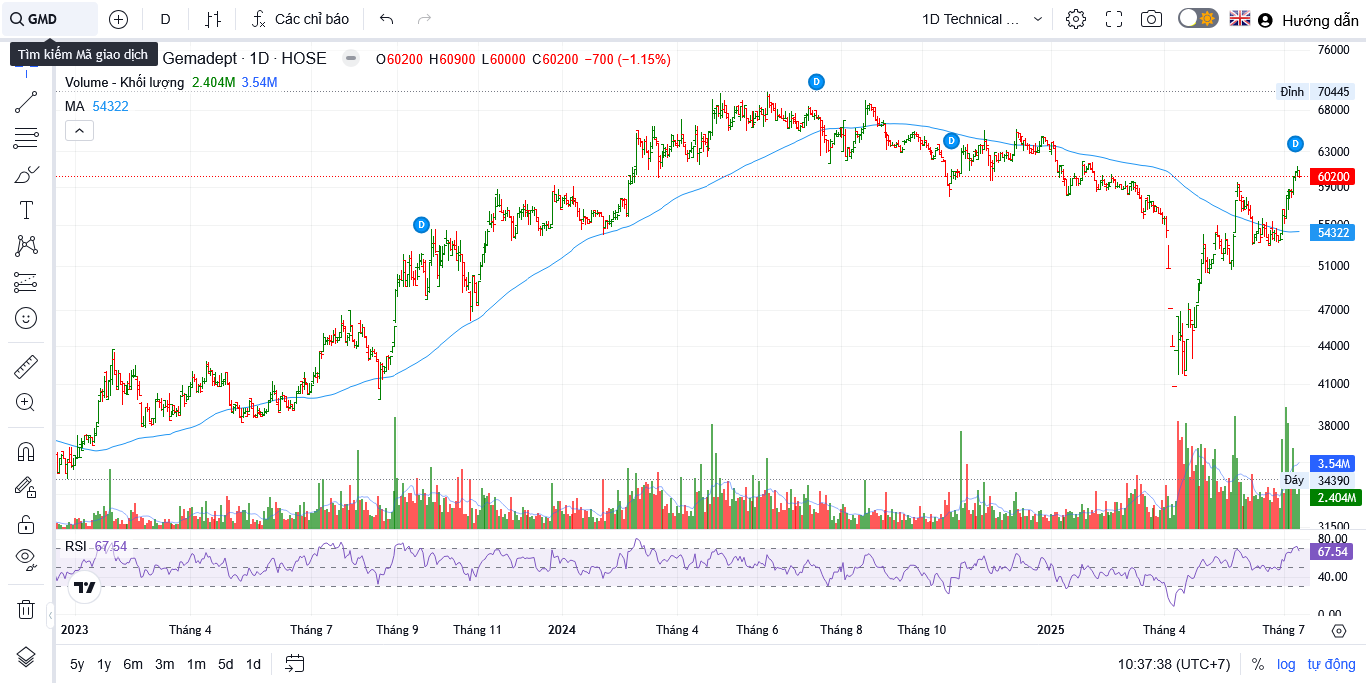 GMD
D
Các chỉ báo
1D Technical ...
Hướng dẫn
Tìm kiếm Mã giao dịch
Gemadept · 1D · HOSE
O60200 H60900 L60000 C60200 −700 (−1.15%)
Volume - Khối lượng 2.404M 3.54M
MA 54322
D
D
D
D
76000
Đỉnh 70445
68000
63000
60200
59000
55000
54322
51000
47000
44000
41000
38000
3.54M
Đáy 34390
2.404M
31500
RSI 67.54
80.00
67.54
40.00
0.00
2023 Tháng 4 Tháng 7 Tháng 9 Tháng 11 2024 Tháng 4 Tháng 6 Tháng 8 Tháng 10 2025 Tháng 4 Tháng 7
5y 1y 6m 3m 1m 5d 1d
10:37:38 (UTC+7) % log tự động